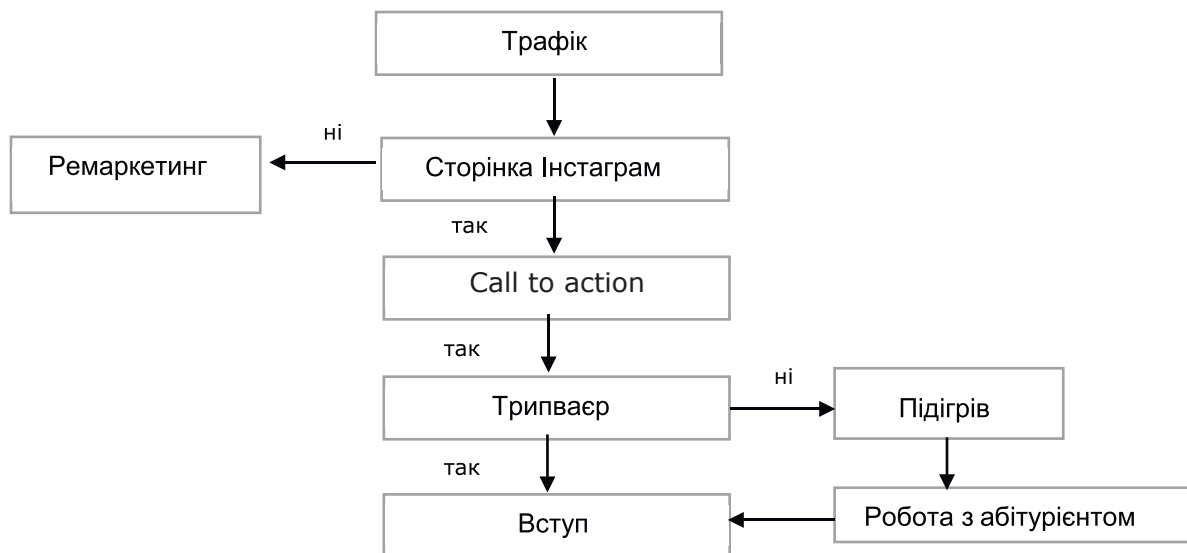 Трафік
ні
Ремаркетинг
Сторінка Інстаграм
так
Call to action
так
Трипваєр
ні
Підігрів
так
Вступ
Робота з абітурієнтом